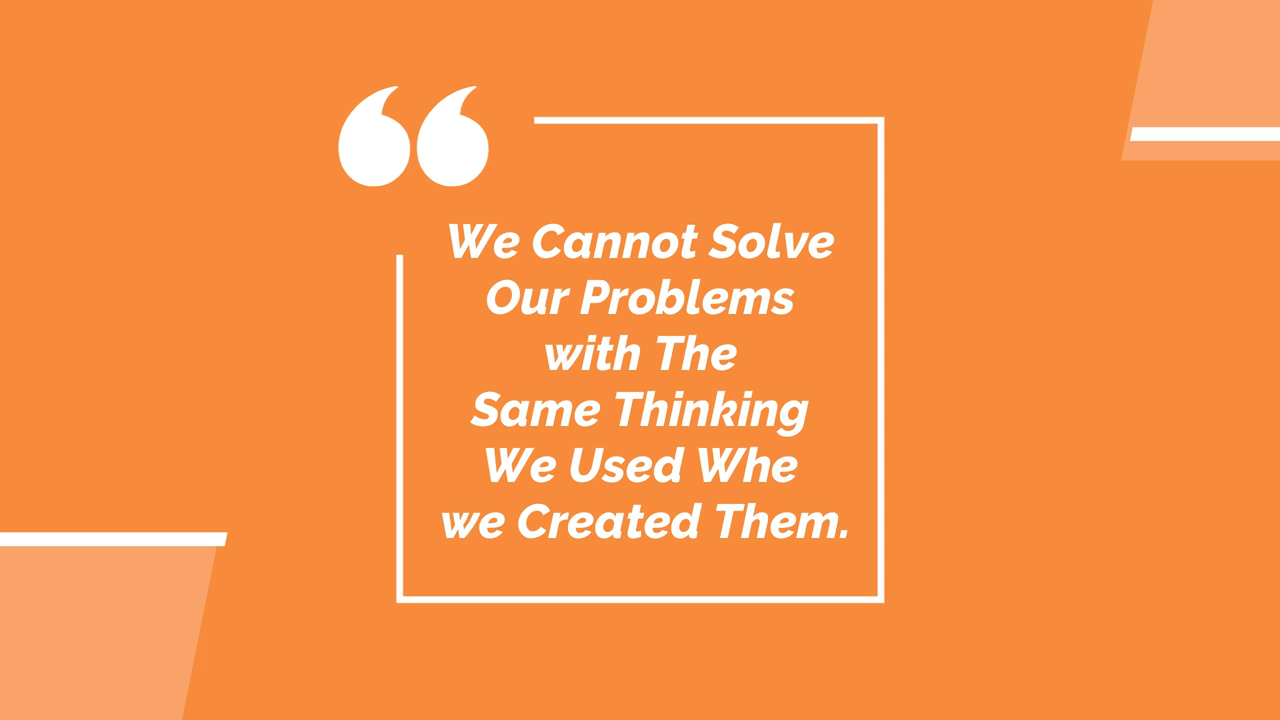 We Cannot Solve
Our Problems
with The
Same Thinking
We Used Whe
we Created Them.